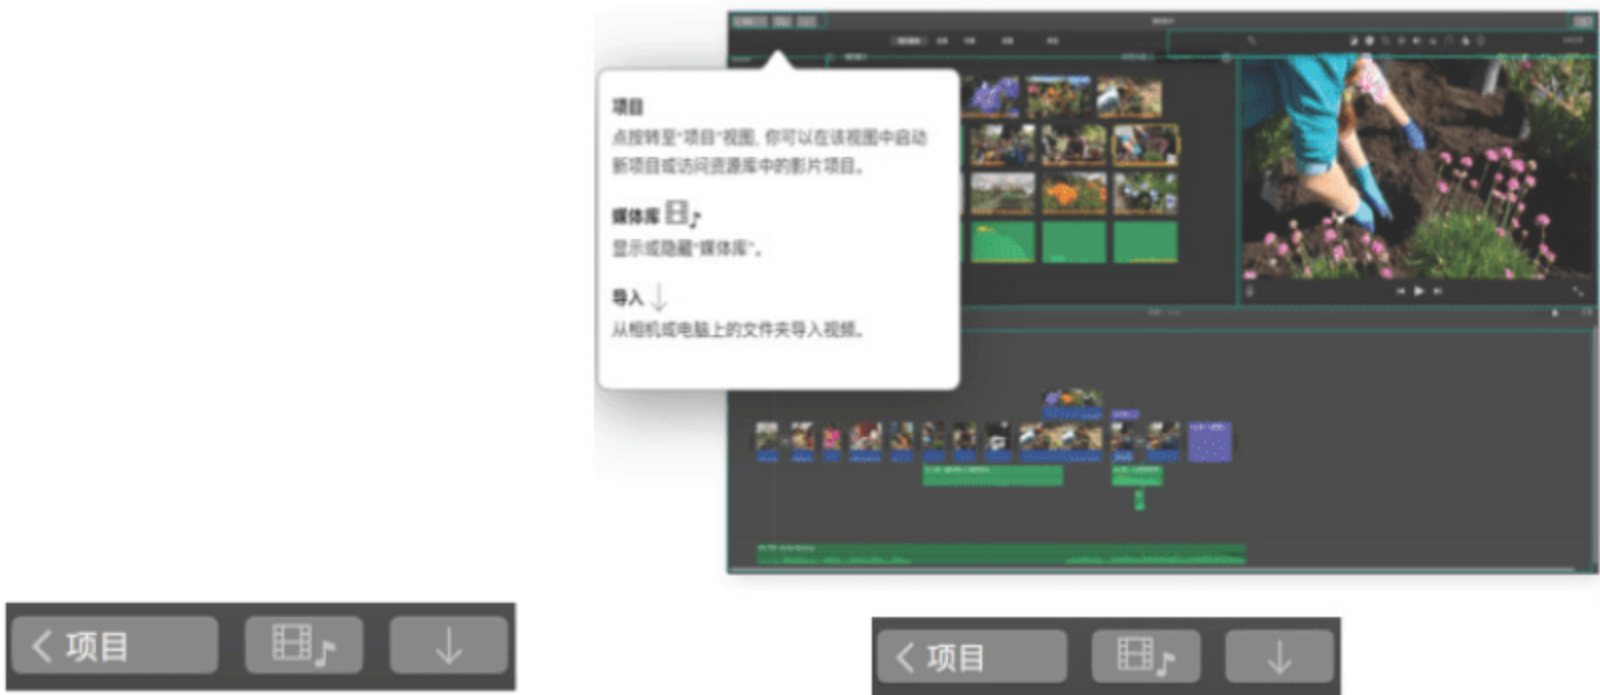 项目
点按转至“项目”视图, 你可以在该视图中启动
新项目或访问资源库中的影片项目。
媒体库
显示或隐藏“媒体库”。
导入
从相机或电脑上的文件夹导入视频。
项目
项目